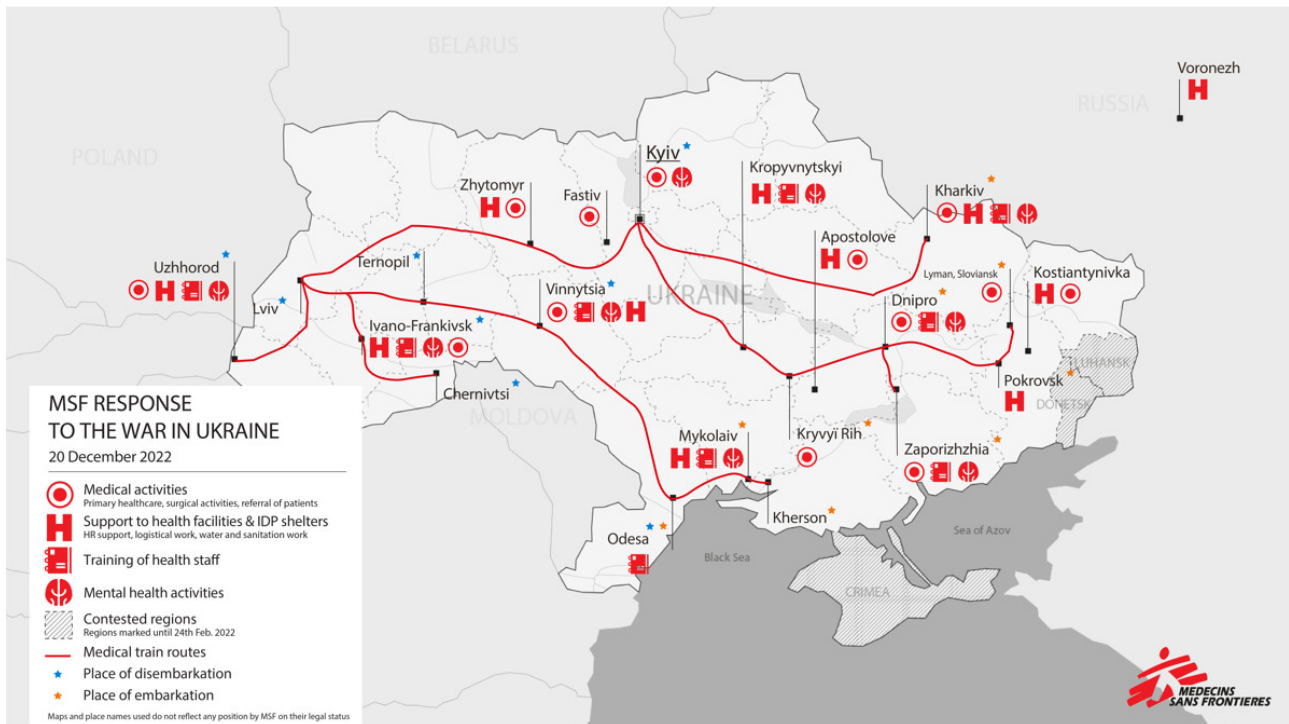 BELARUS
Voronezh
RUSSIA
POLAND
Kyiv
Kropyvnytskyi
Zhytomyr
Fastiv
Kharkiv
Apostolove
Uzhhorod
Ternopil
Lyman, Sloviansk
Kostiantynivka
Lviv
Vinnytsia
UKRAINE
Dnipro
Ivano-Frankivsk
LUHANSK
Pokrovsk
Chernivtsi
DONETSK
MOLDOVA
Mykolaiv
Kryvyï Rih
Zaporizhzhia
Kherson
Odesa
Black Sea
Sea of Azov
CRIMEA
MSF RESPONSE
TO THE WAR IN UKRAINE
20 December 2022
Medical activities
Primary healthcare, surgical activities, referral of patients
Support to health facilities & IDP shelters
HR support, logistical work, water and sanitation work
Training of health staff
Mental health activities
Contested regions
Regions marked until 24th Feb. 2022
Medical train routes
Place of disembarkation
Place of embarkation
Maps and place names used do not reflect any position by MSF on their legal status
MEDECINS
SANS FRONTIERES